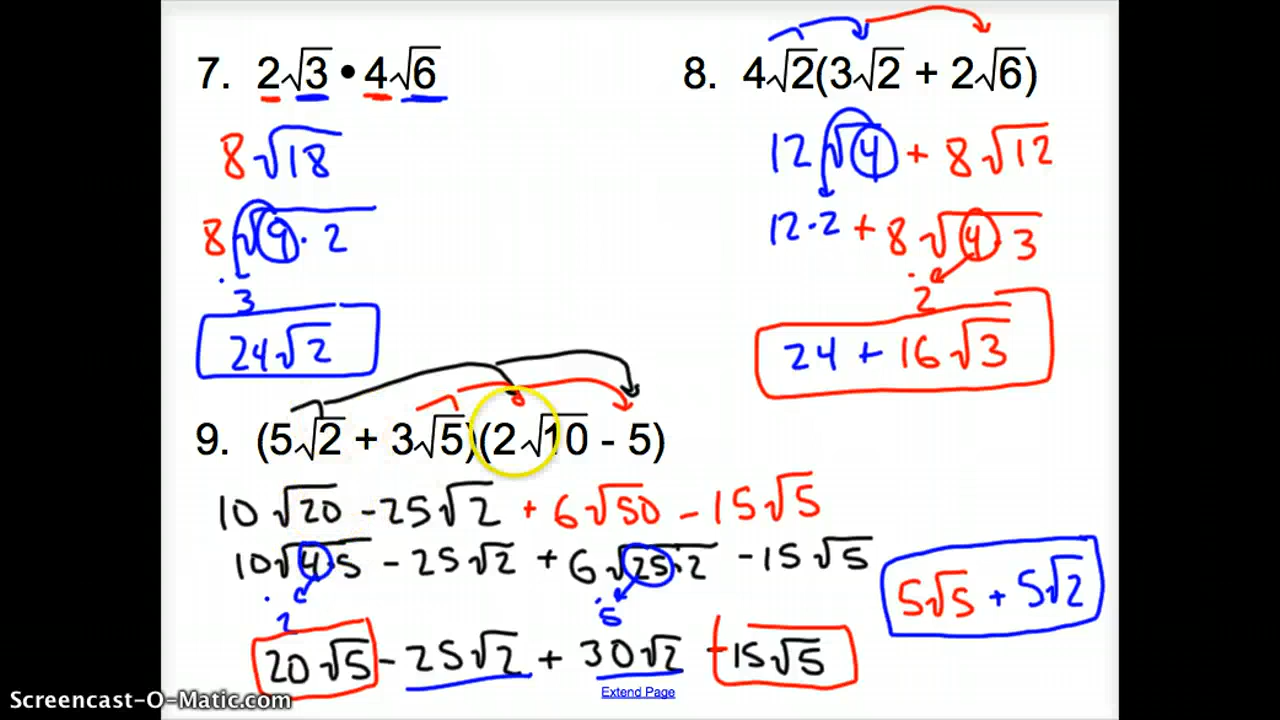 7. 2√3 • 4√6
8√18
8√9·2
3
24√2
8. 4√2(3√2 + 2√6)
12√4 + 8√12
12·2 + 8√4·3
2
24 + 16√3
9. (5√2 + 3√5)(2√10 - 5)
10√20 - 25√2 + 6√50 - 15√5
10√4·5 - 25√2 + 6√25·2 - 15√5
2 5
20√5 - 25√2 + 30√2 - 15√5
5√5 + 5√2
Extend Page
Screencast-O-Matic.com